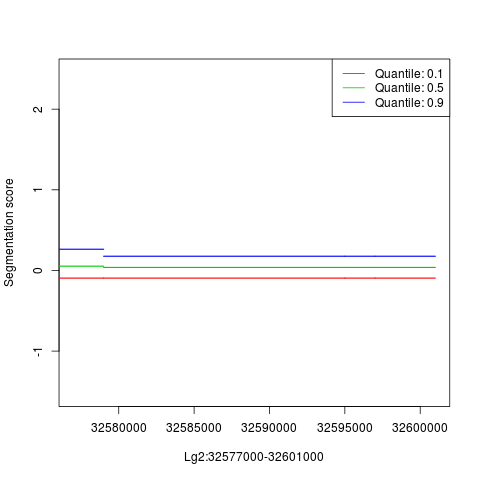 Quantile: 0.1
Quantile: 0.5
Quantile: 0.9
Segmentation score
2
1
0
-1
32580000 32585000 32590000 32595000 32600000
Lg2:32577000-32601000